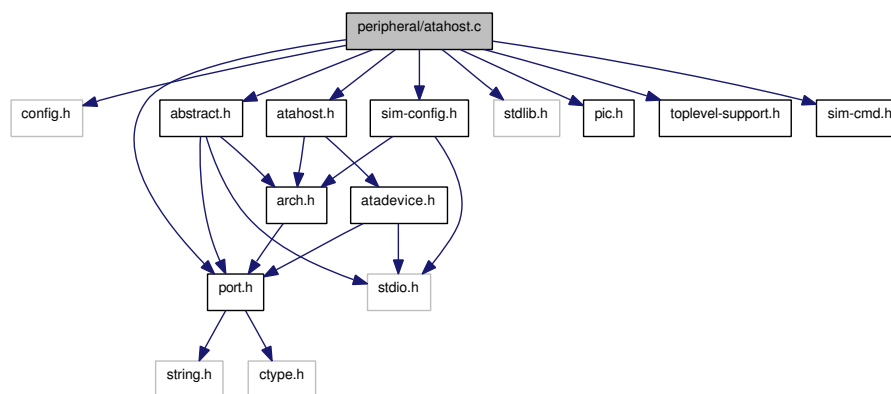 peripheral/atahost.c
config.h
abstract.h
atahost.h
sim-config.h
stdlib.h
pic.h
toplevel-support.h
sim-cmd.h
arch.h
atadevice.h
port.h
stdio.h
string.h
ctype.h